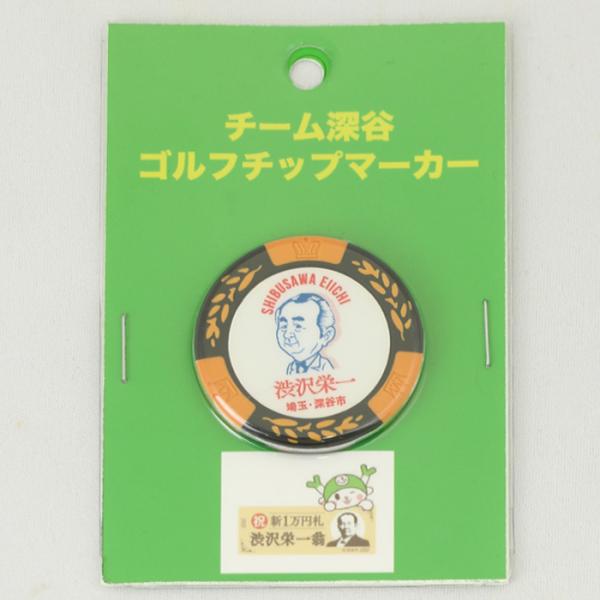 チーム深谷
ゴルフチップマーカー
SHIBUSAWA EIICHI
渋沢栄一
埼玉・深谷市
祝 新1万円札
渋沢栄一翁